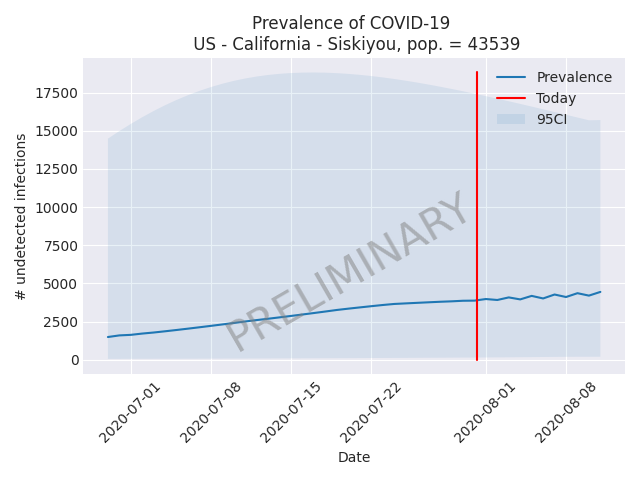 Prevalence of COVID-19
US - California - Siskiyou, pop. = 43539
# undetected infections
17500
15000
12500
10000
7500
5000
2500
0
Prevalence
Today
95CI
PRELIMINARY
2020-07-01
2020-07-08
2020-07-15
2020-07-22
2020-08-01
2020-08-08
Date